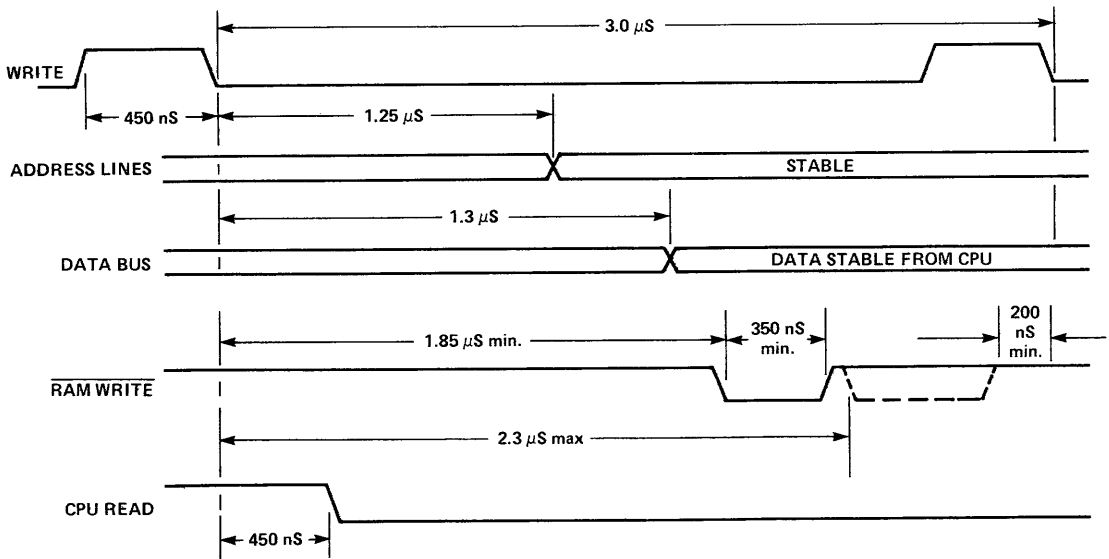 3.0 μS
WRITE
450 nS
1.25 μS
ADDRESS LINES
STABLE
1.3 μS
DATA BUS
DATA STABLE FROM CPU
1.85 μS min.
350 nS
min.
200
nS
min.
RAM WRITE
2.3 μS max
CPU READ
450 nS